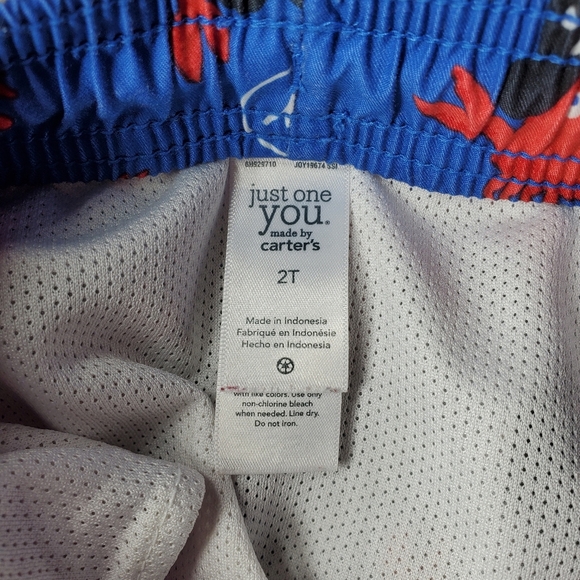 6H929710 JOY19674 SSI
just one
you®
made by
carter's
2T
Made in Indonesia
Fabriqué en Indonésie
Hecho en Indonesia
with like colors. Use only
non-chlorine bleach
when needed. Line dry.
Do not iron.